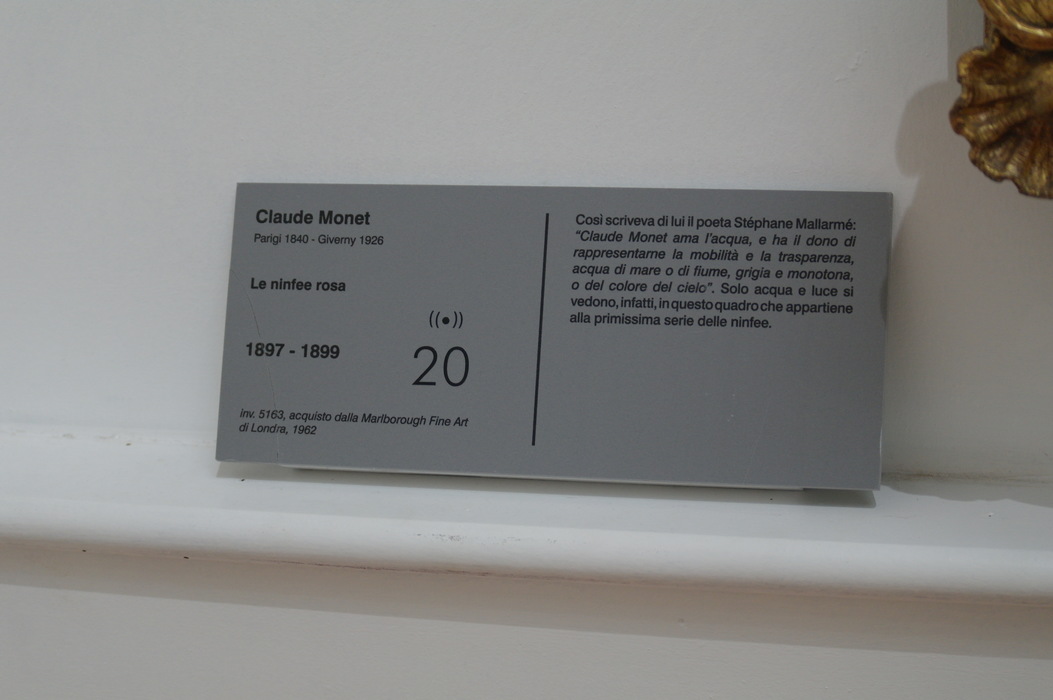 Claude Monet
Parigi 1840 - Giverny 1926
Le ninfee rosa
1897 - 1899
20
inv. 5163, acquisto dalla Marlborough Fine Art
di Londra, 1962
Così scriveva di lui il poeta Stéphane Mallarmé:
“Claude Monet ama l’acqua, e ha il dono di
rappresentarne la mobilità e la trasparenza,
acqua di mare o di fiume, grigia e monotona,
o del colore del cielo”. Solo acqua e luce si
vedono, infatti, in questo quadro che appartiene
alla primissima serie delle ninfee.